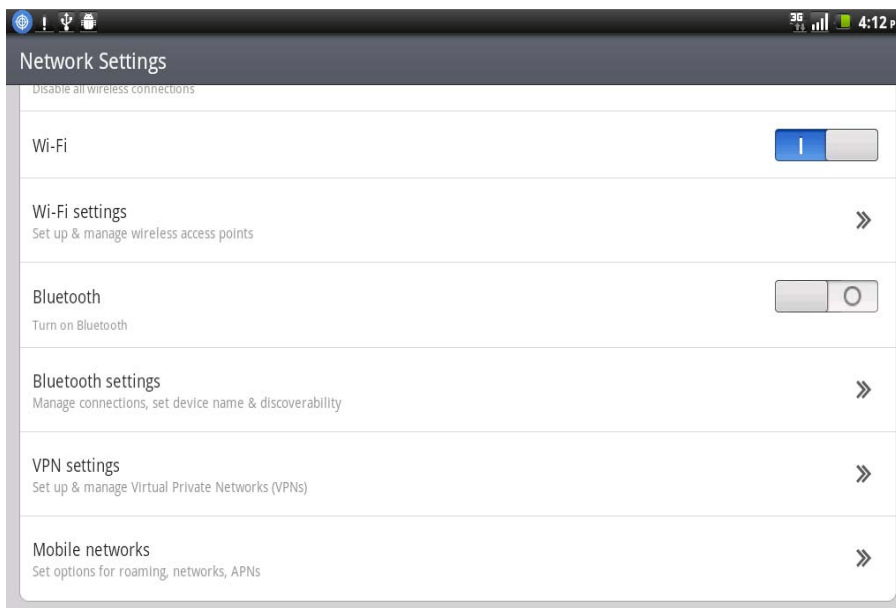 3G
4:12 P
Network Settings
Disable all wireless connections
Wi-Fi
I
Wi-Fi settings
Set up & manage wireless access points
Bluetooth
O
Turn on Bluetooth
Bluetooth settings
Manage connections, set device name & discoverability
VPN settings
Set up & manage Virtual Private Networks (VPNs)
Mobile networks
Set options for roaming, networks, APNs